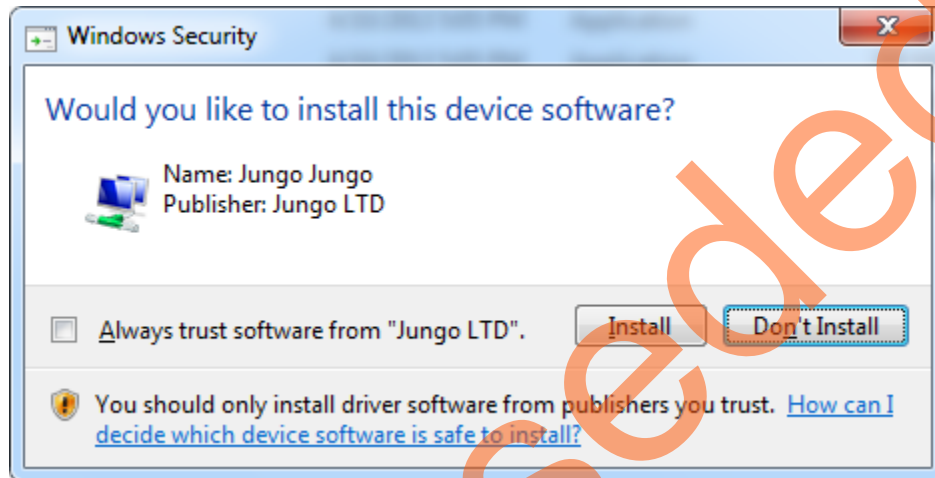 Windows Security
Would you like to install this device software?
Name: Jungo Jungo
Publisher: Jungo LTD
Always trust software from "Jungo LTD".
Install
Don't Install
You should only install driver software from publishers you trust. How can I
decide which device software is safe to install?